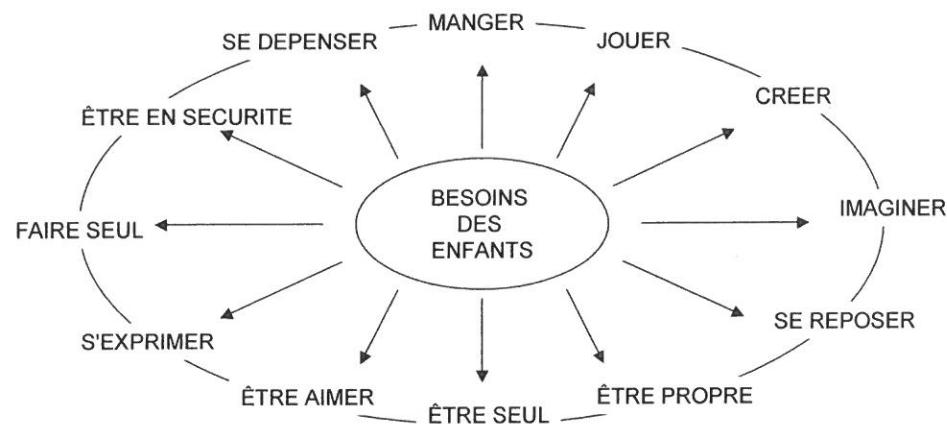 MANGER
SE DEPENSER
JOUER
CREER
ÊTRE EN SECURITE
BESOINS
DES
ENFANTS
IMAGINER
FAIRE SEUL
SE REPOSER
S'EXPRIMER
ÊTRE AIMER
ÊTRE PROPRE
ÊTRE SEUL